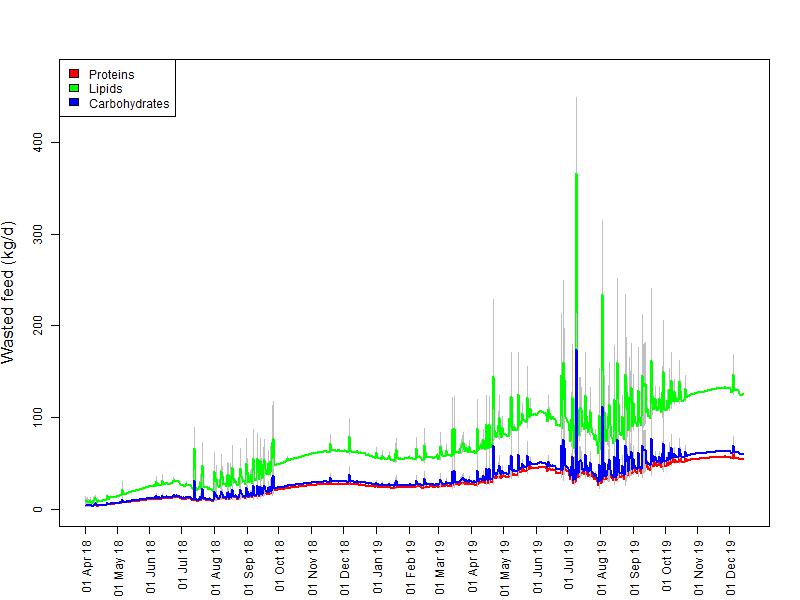 Proteins
Lipids
Carbohydrates
Wasted feed (kg/d)
400
300
200
100
0
01 Apr 18
01 May 18
01 Jun 18
01 Jul 18
01 Aug 18
01 Sep 18
01 Oct 18
01 Nov 18
01 Dec 18
01 Jan 19
01 Feb 19
01 Mar 19
01 Apr 19
01 May 19
01 Jun 19
01 Jul 19
01 Aug 19
01 Sep 19
01 Oct 19
01 Nov 19
01 Dec 19